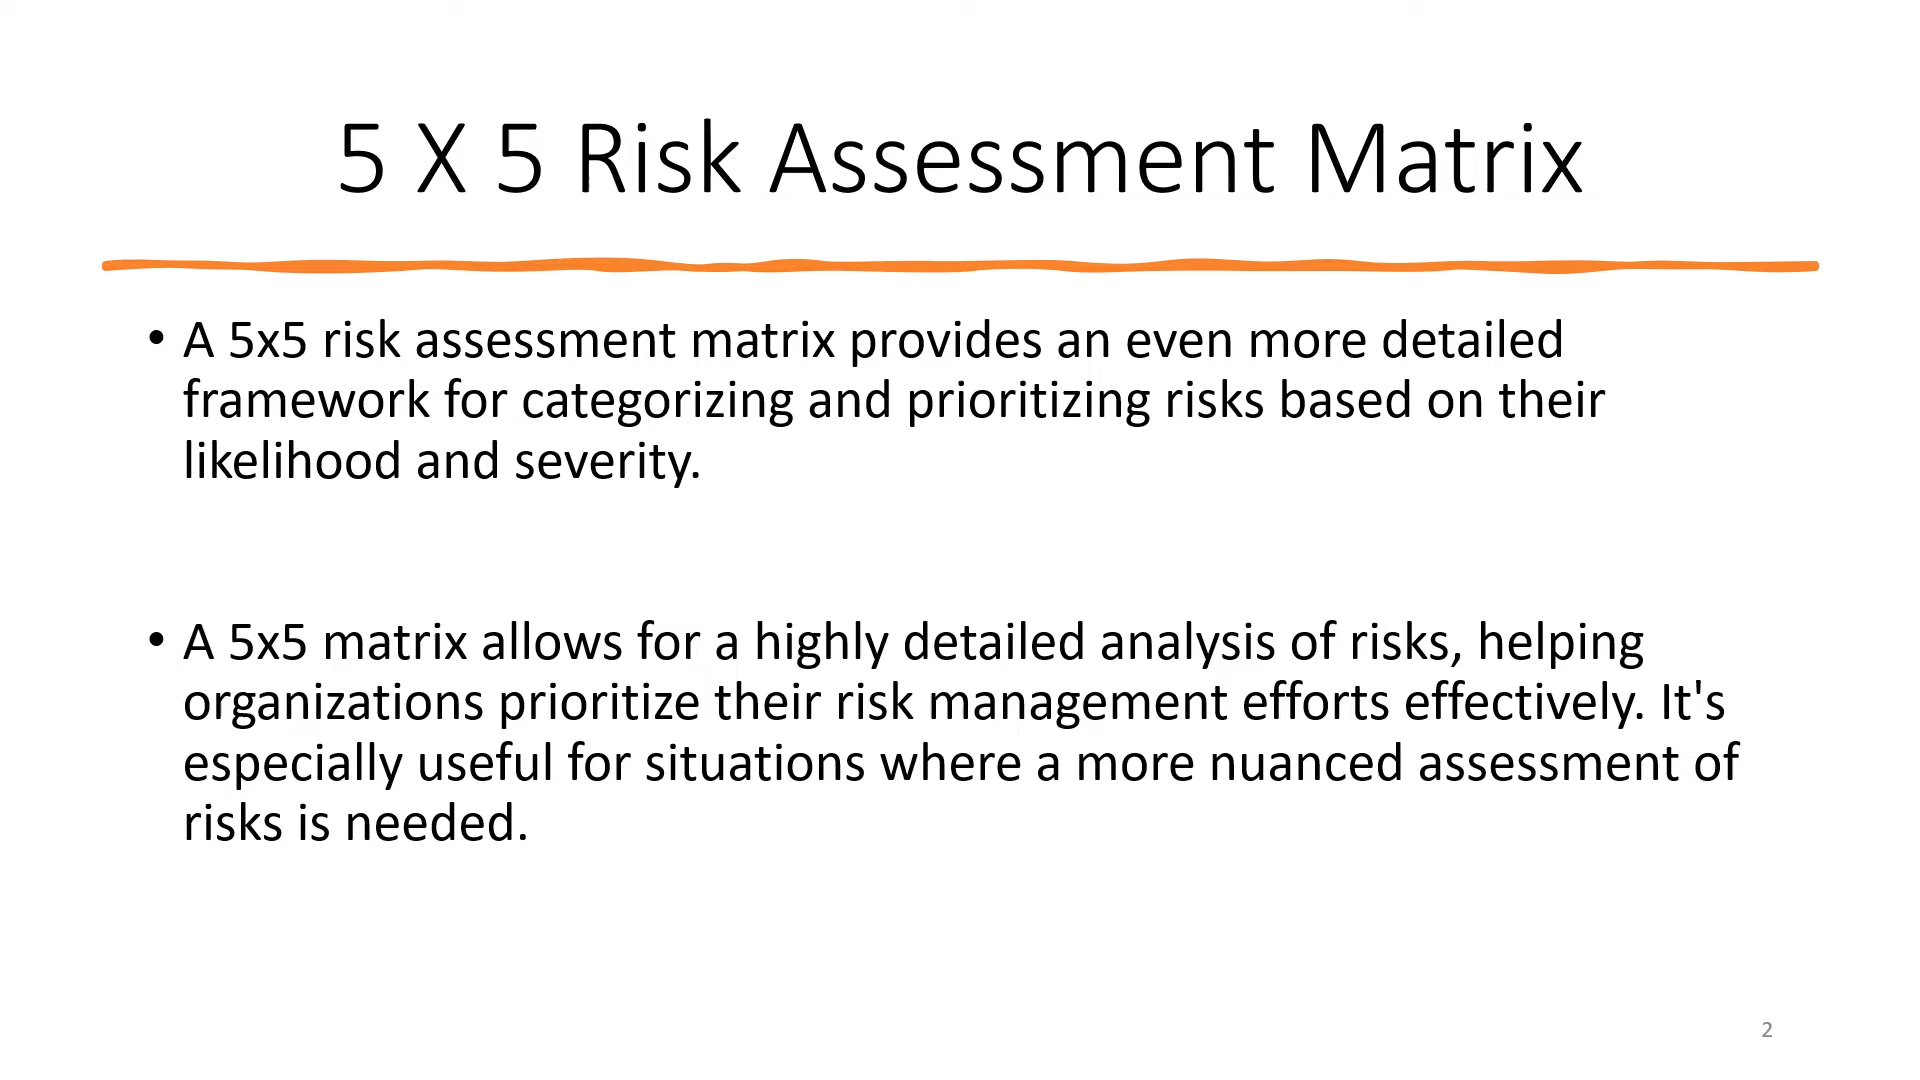 5 X 5 Risk Assessment Matrix
• A 5x5 risk assessment matrix provides an even more detailed
framework for categorizing and prioritizing risks based on their
likelihood and severity.
• A 5x5 matrix allows for a highly detailed analysis of risks, helping
organizations prioritize their risk management efforts effectively. It's
especially useful for situations where a more nuanced assessment of
risks is needed.
2